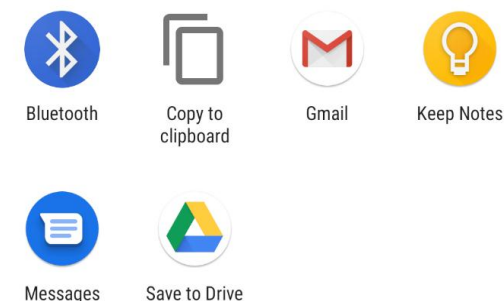 Bluetooth
Copy to
clipboard
Gmail
Keep Notes
Messages
Save to Drive